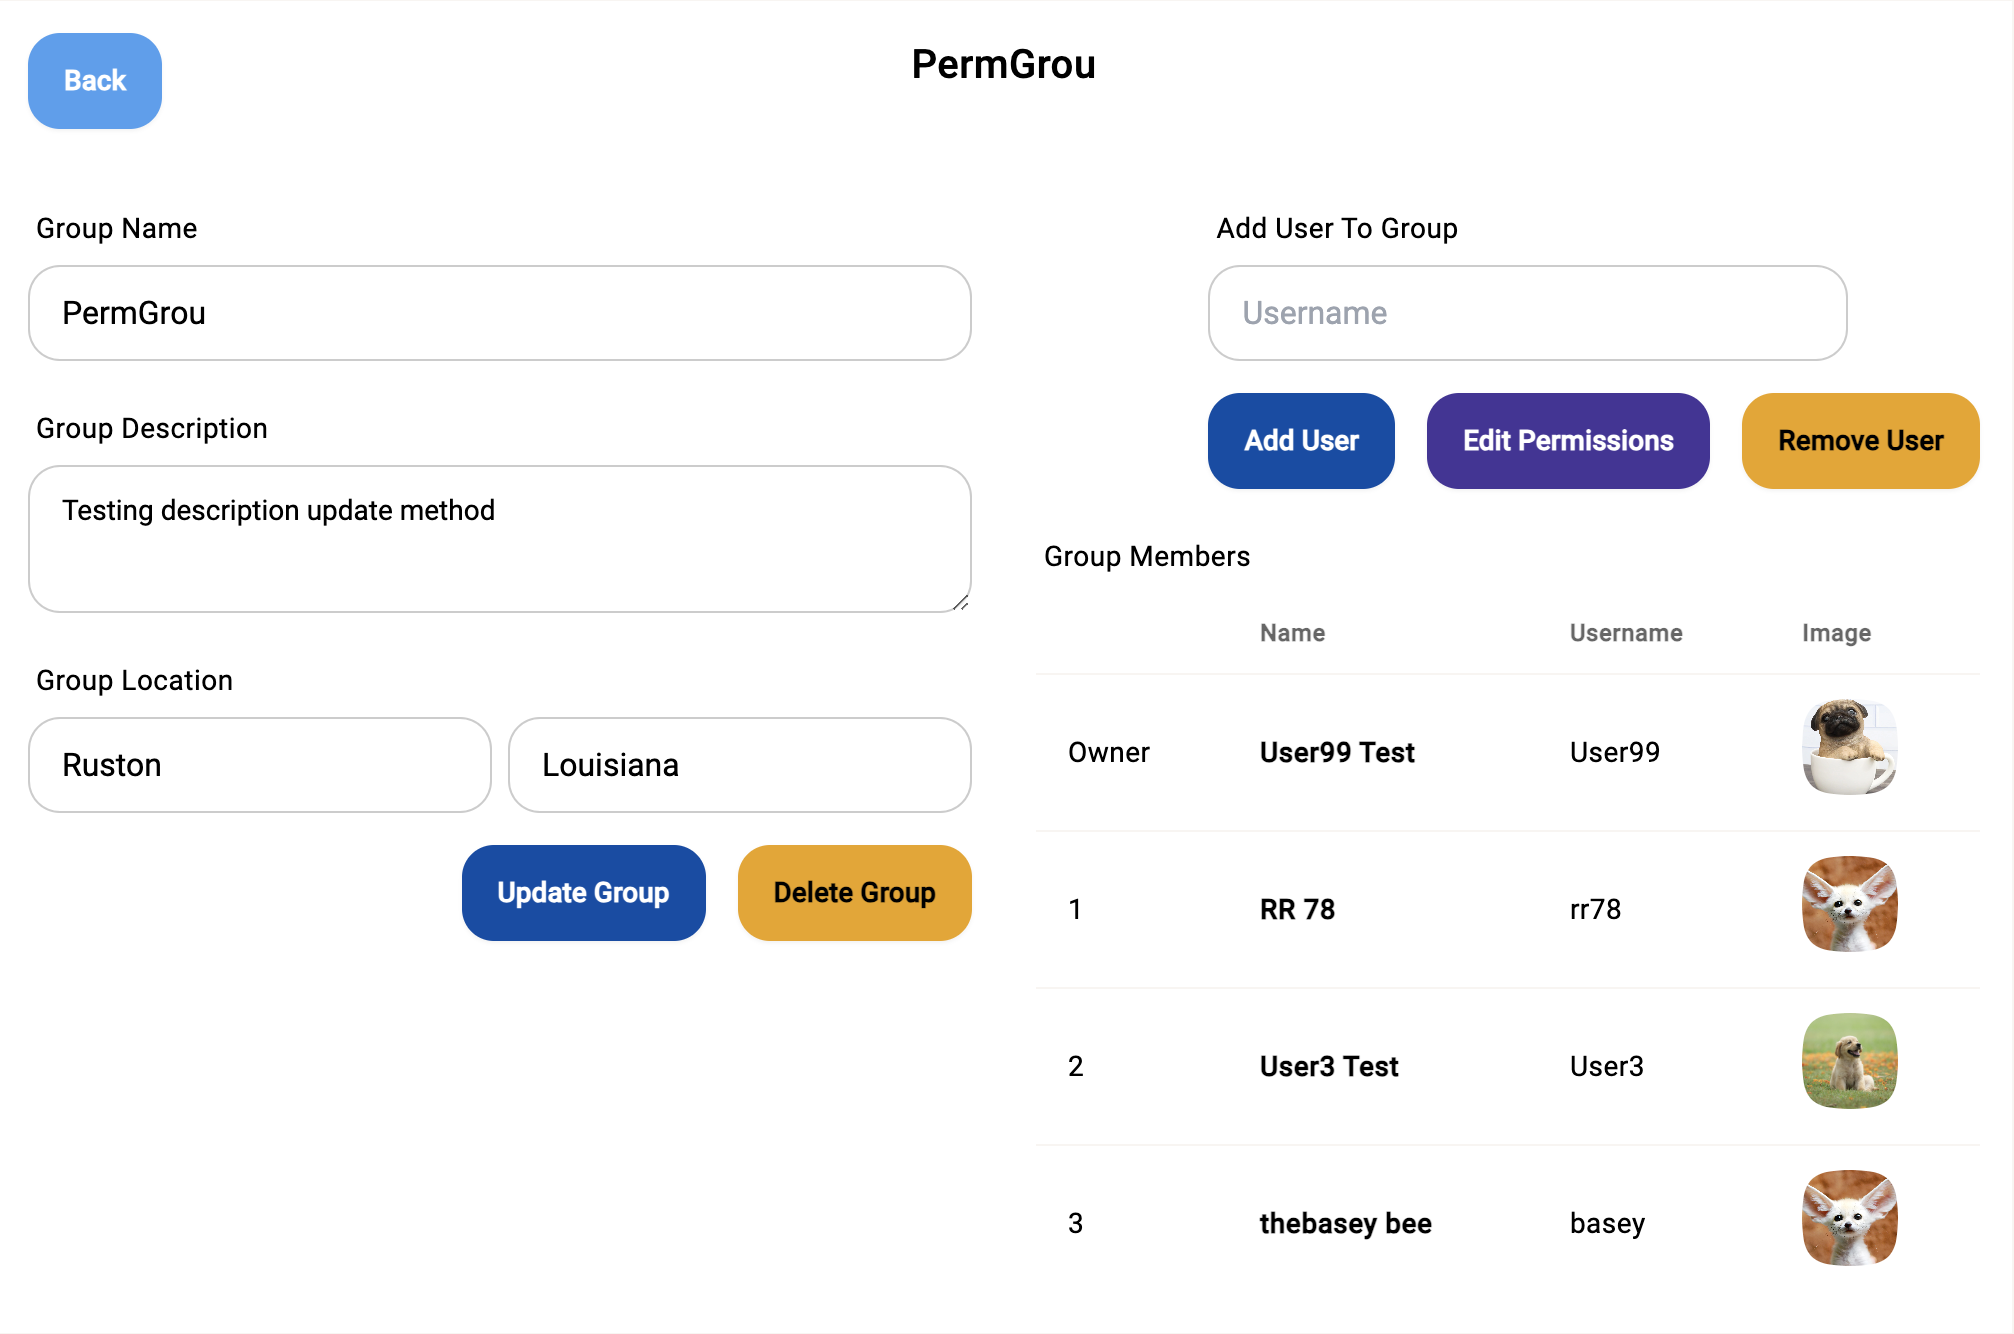 Back
PermGrou
Group Name
PermGrou
Group Description
Testing description update method
Group Location
Ruston
Louisiana
Update Group
Delete Group
Add User To Group
Username
Add User
Edit Permissions
Remove User
Group Members
Name Username Image
Owner User99 Test User99
1 RR 78 rr78
2 User3 Test User3
3 thebasey bee basey